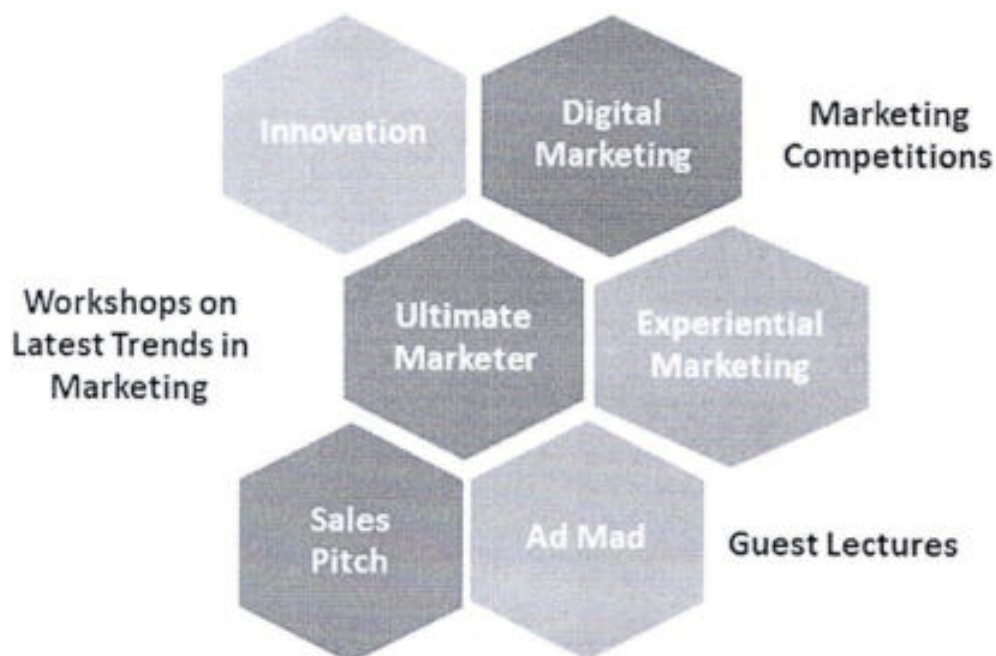 Innovation
Digital
Marketing
Marketing
Competitions
Workshops on
Latest Trends in
Marketing
Ultimate
Marketer
Experiential
Marketing
Sales
Pitch
Ad Mad
Guest Lectures